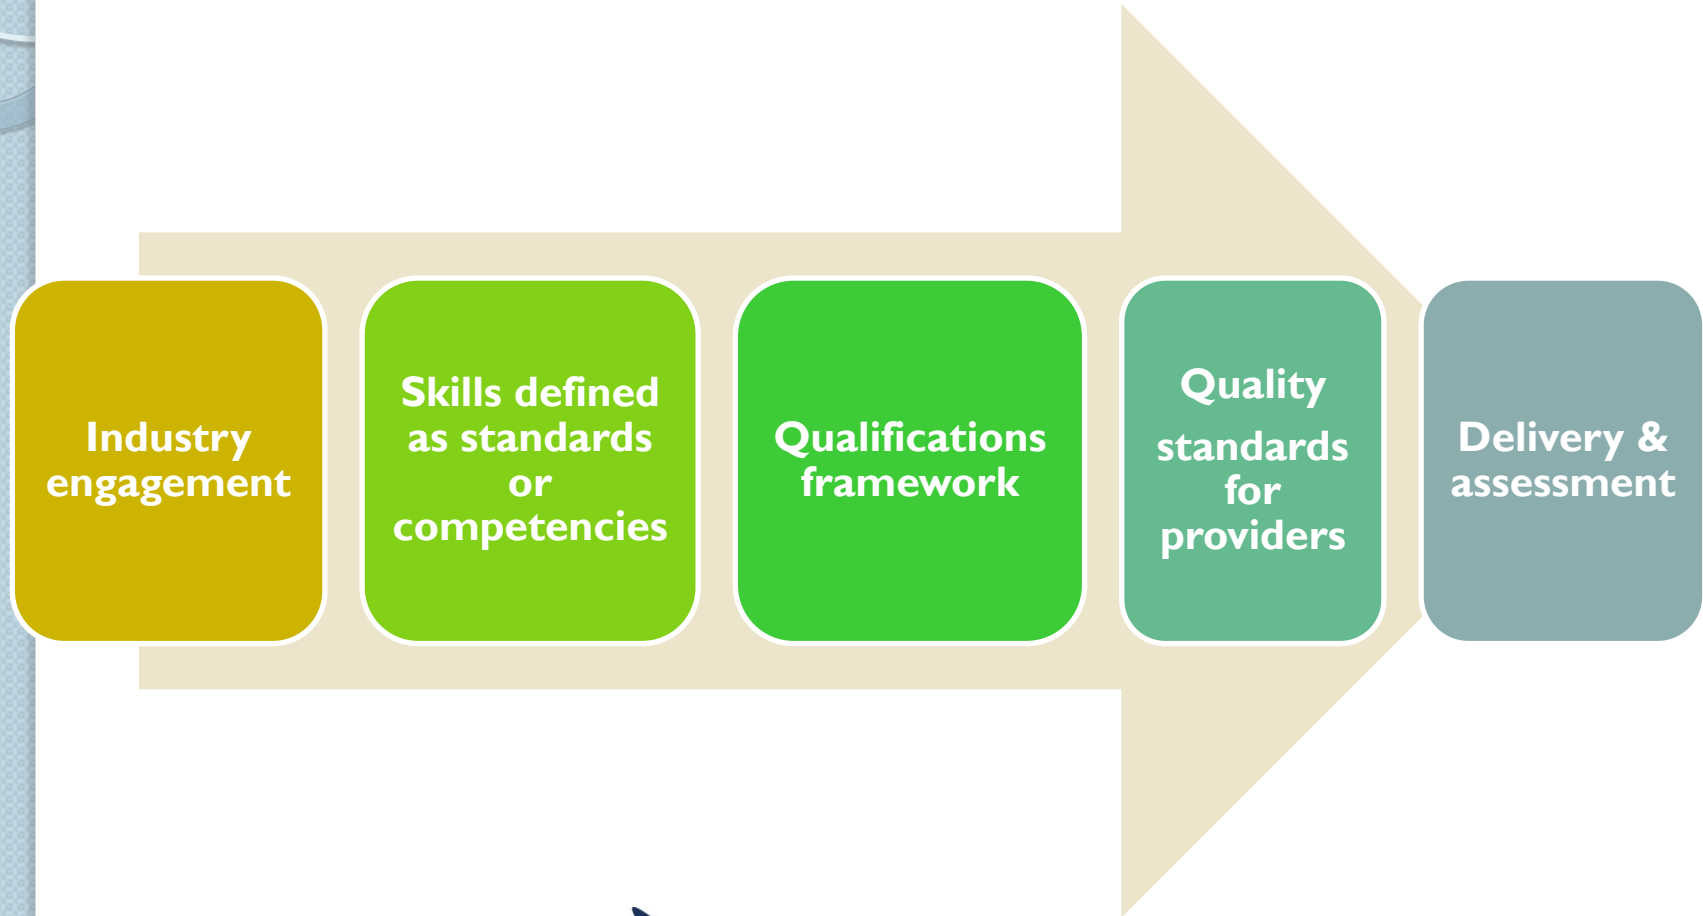 Industry
engagement
Skills defined
as standards
or
competencies
Qualifications
framework
Quality
standards
for
providers
Delivery &
assessment